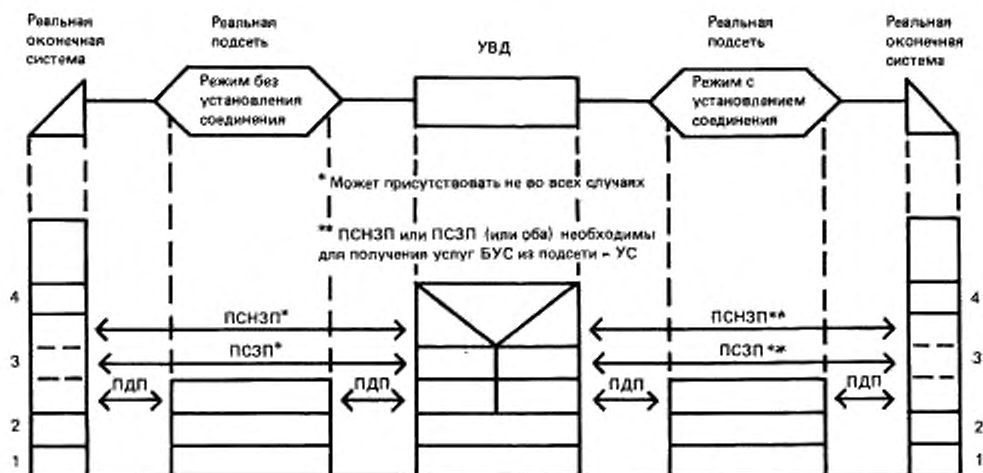 Реальная
оконечная
система
Реальная
подсеть
УВД
Реальная
подсеть
Реальная
оконечная
система
Режим без
установления
соединения
Режим с
установлением
соединения
* Может присутствовать не во всех случаях
** ПСНЗП или ПСЗП (или оба) необходимы
для получения услуг БУС из подсети – УС
4
ПСНЗП*
ПСНЗП**
4
3
ПСЗП*
ПСЗП**
3
ПДП
ПДП
ПДП
ПДП
2
2
1
1